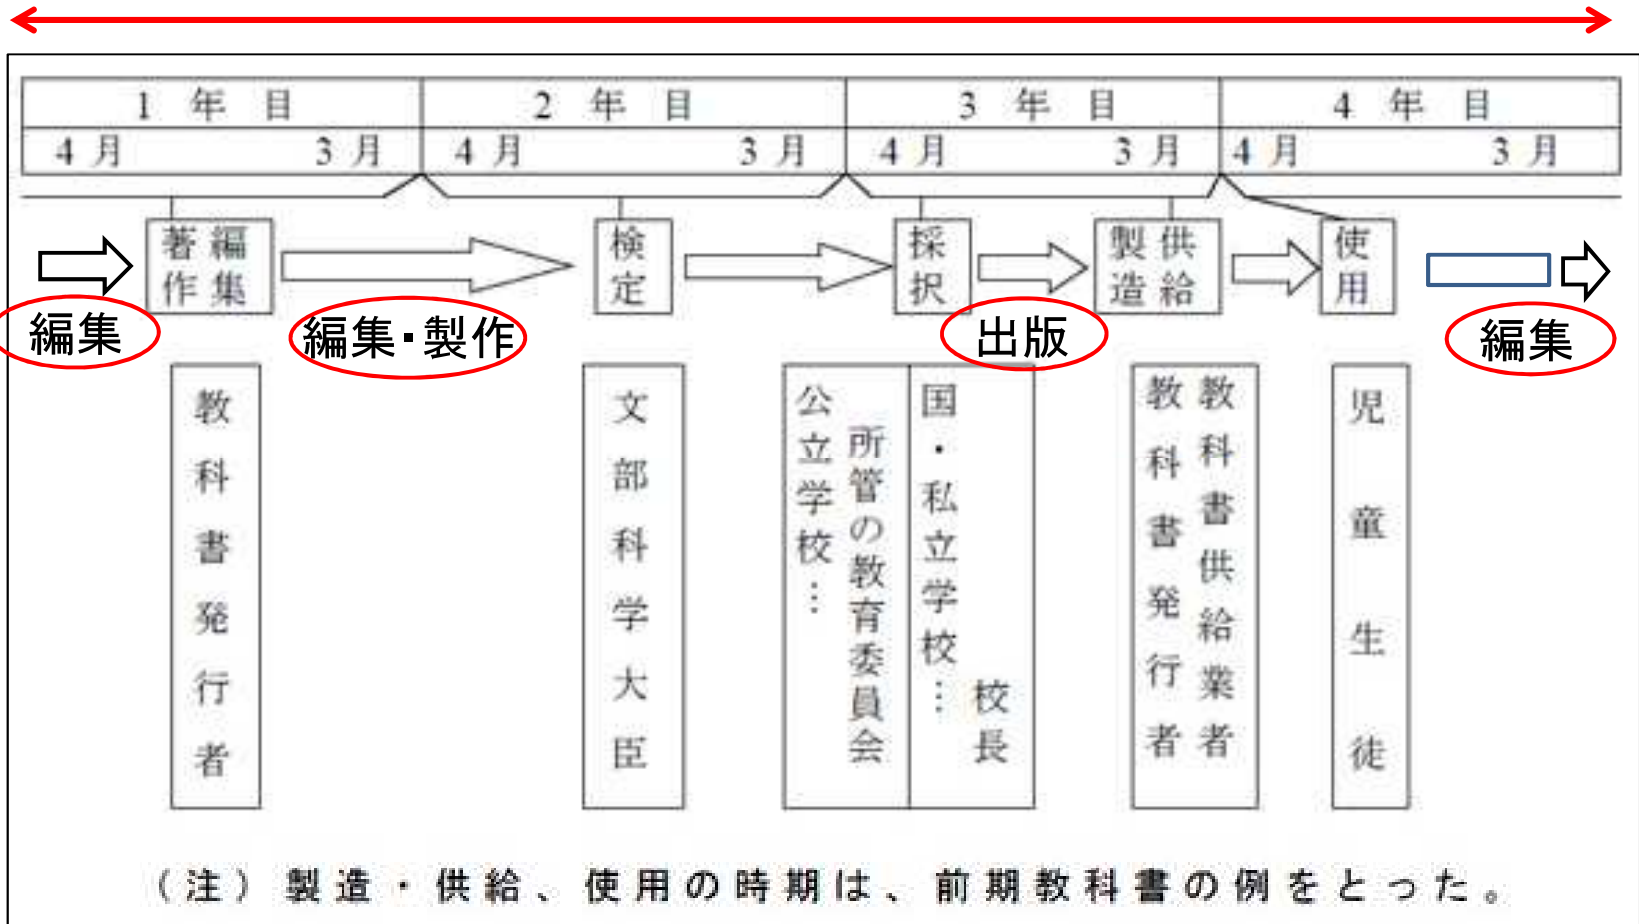 1年目
2年目
3年目
4年目
4月
3月
4月
3月
4月
3月
4月
3月
著作
編集
検定
採択
製造
供給
使用
編集
編集・製作
出版
編集
教科書発行者
文部科学大臣
公立学校…
所管の教育委員会
国・私立学校…
校長
教科書発行者
教科書供給業者
児童生徒
（注）製造・供給、使用の時期は、前期教科書の例をとった。